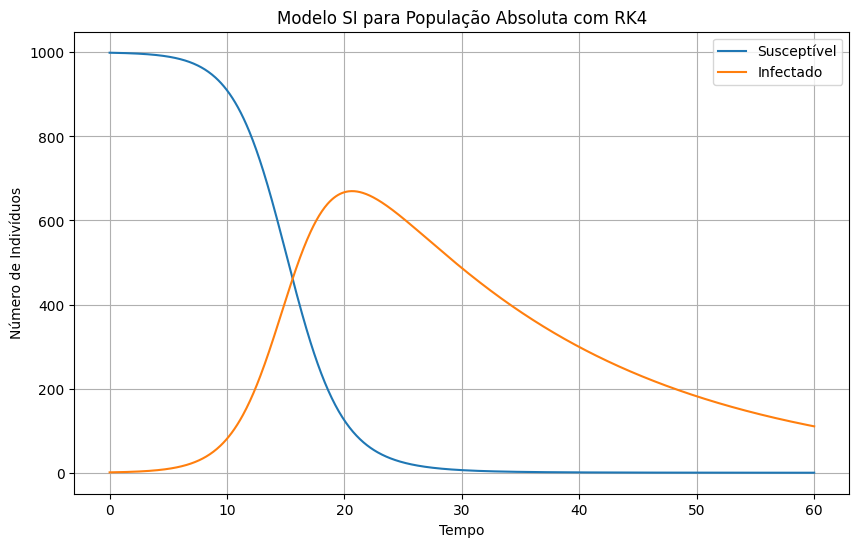 Modelo SI para População Absoluta com RK4
Susceptível
Infectado
Número de Indivíduos
1000
800
600
400
200
0
0 10 20 30 40 50 60
Tempo